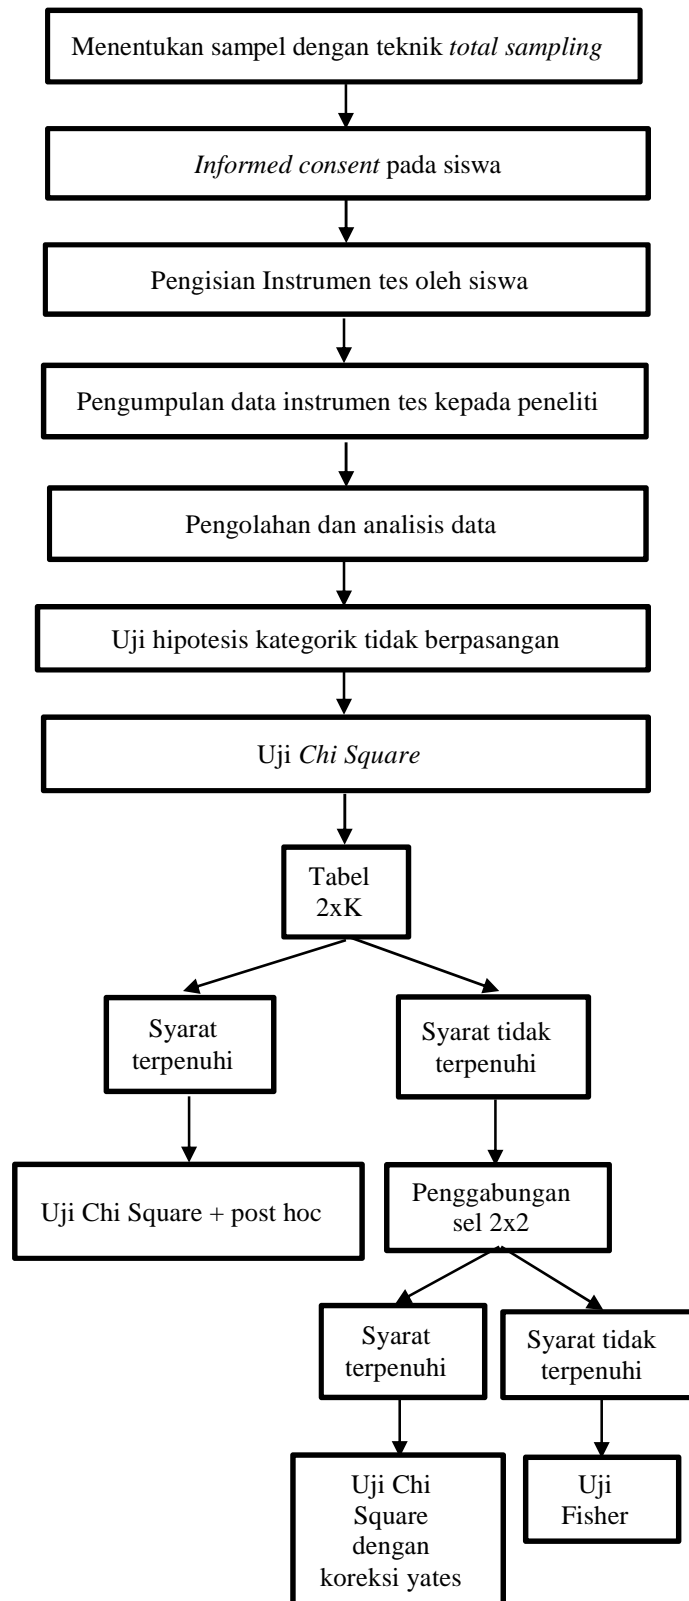 Menentukan sampel dengan teknik total sampling
Informed consent pada siswa
Pengisian Instrumen tes oleh siswa
Pengumpulan data instrumen tes kepada peneliti
Pengolahan dan analisis data
Uji hipotesis kategorik tidak berpasangan
Uji Chi Square
Tabel
2xK
Syarat
terpenuhi
Syarat tidak
terpenuhi
Uji Chi Square + post hoc
Penggabungan
sel 2x2
Syarat
terpenuhi
Syarat tidak
terpenuhi
Uji Chi
Square
dengan
koreksi yates
Uji
Fisher